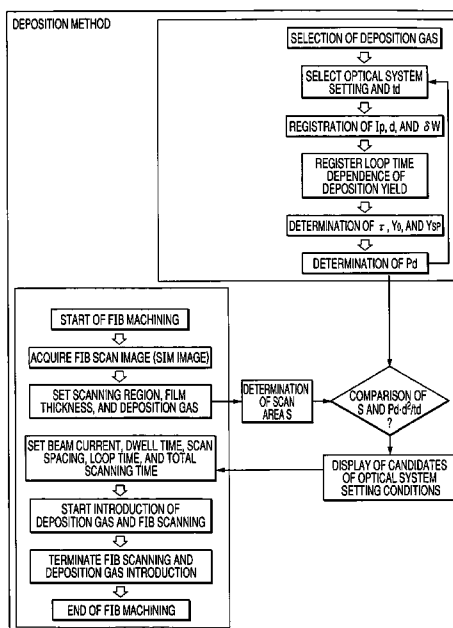 DEPOSITION METHOD
SELECTION OF DEPOSITION GAS
SELECT OPTICAL SYSTEM
SETTING AND td
REGISTRATION OF Ip, d, AND δW
REGISTER LOOP TIME
DEPENDENCE OF
DEPOSITION YIELD
DETERMINATION OF τ, Y0, AND YSP
DETERMINATION OF Pd
START OF FIB MACHINING
ACQUIRE FIB SCAN IMAGE (SIM IMAGE)
SET SCANNING REGION, FILM
THICKNESS, AND DEPOSITION GAS
DETERMINATION
OF SCAN
AREA S
COMPARISON OF
S AND Pd·d²/td
?
SET BEAM CURRENT, DWELL TIME, SCAN
SPACING, LOOP TIME, AND TOTAL
SCANNING TIME
DISPLAY OF CANDIDATES
OF OPTICAL SYSTEM
SETTING CONDITIONS
START INTRODUCTION OF
DEPOSITION GAS AND FIB SCANNING
TERMINATE FIB SCANNING AND
DEPOSITION GAS INTRODUCTION
END OF FIB MACHINING